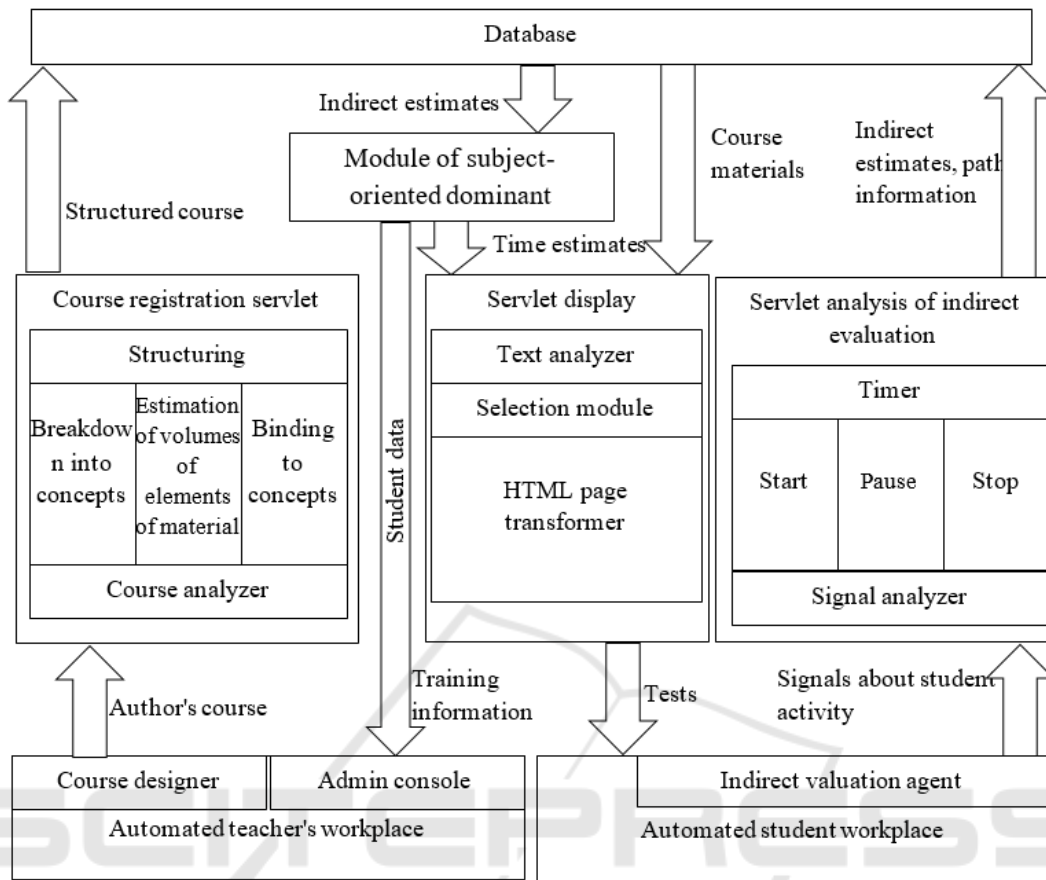 Database
Indirect estimates
Module of subject-
oriented dominant
Course
materials
Indirect
estimates, path
information
Structured course
Time estimates
Course registration servlet
Structuring
Breakdow
n into
concepts
Estimation
of volumes
of
elements
of material
Binding
to
concepts
Course analyzer
Student data
Servlet display
Text analyzer
Selection module
HTML page
transformer
Servlet analysis of indirect
evaluation
Timer
Start
Pause
Stop
Signal analyzer
Author's course
Training
information
Tests
Signals about student
activity
Course designer
Admin console
Automated teacher's workplace
Indirect valuation agent
Automated student workplace
SCITEPRESS